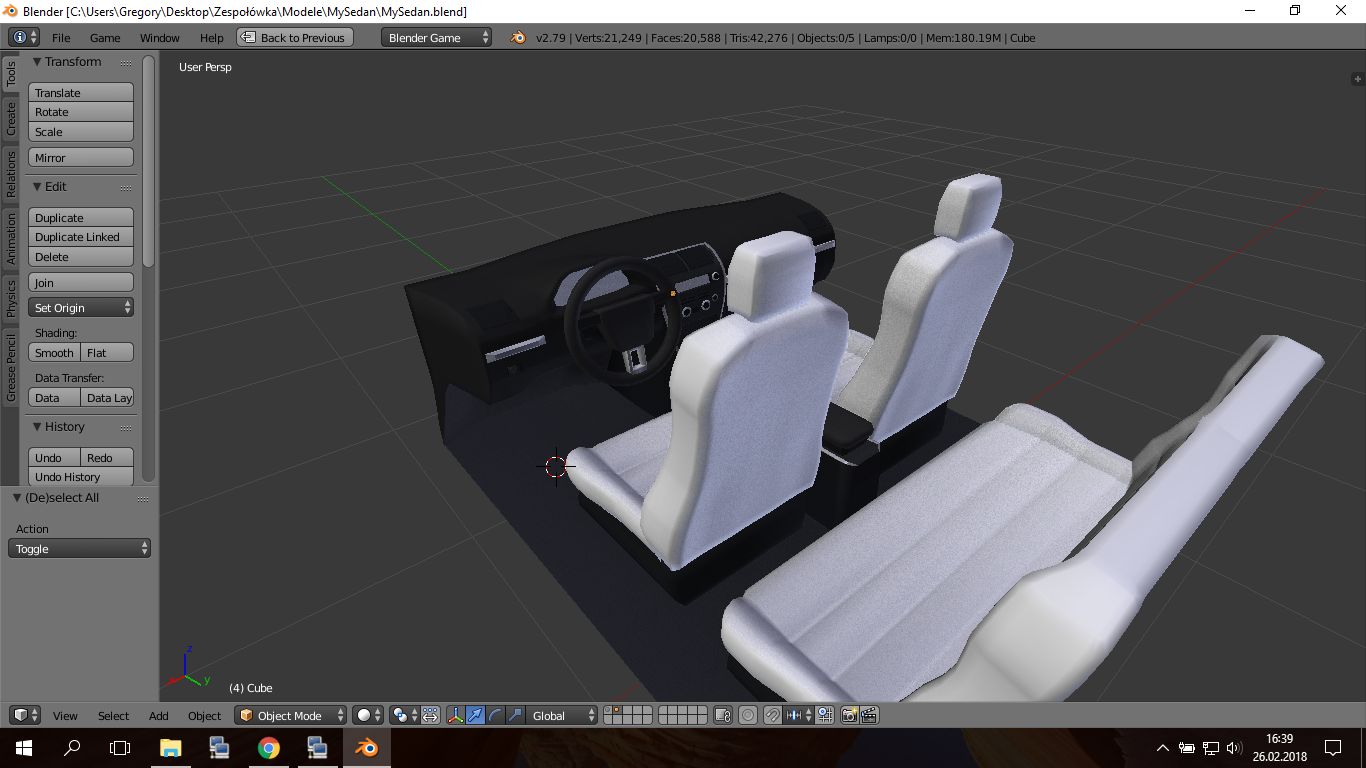 Blender [C:\Users\Gregory\Desktop\Zespołówka\Modele\MySedan\MySedan.blend]
File Game Window Help Back to Previous Blender Game v2.79 | Verts:21,249 | Faces:20,588 | Tris:42,276 | Objects:0/5 | Lamps:0/0 | Mem:180.19M | Cube
Tools
Create
Relations
Animation
Physics
Grease Pencil
Transform
Translate
Rotate
Scale
Mirror
Edit
Duplicate
Duplicate Linked
Delete
Join
Set Origin
Shading:
Smooth Flat
Data Transfer:
Data Data Lay
History
Undo Redo
Undo History
(De)select All
Action
Toggle
User Persp
z
x
y
(4) Cube
View Select Add Object Object Mode Global
16:39
26.02.2018